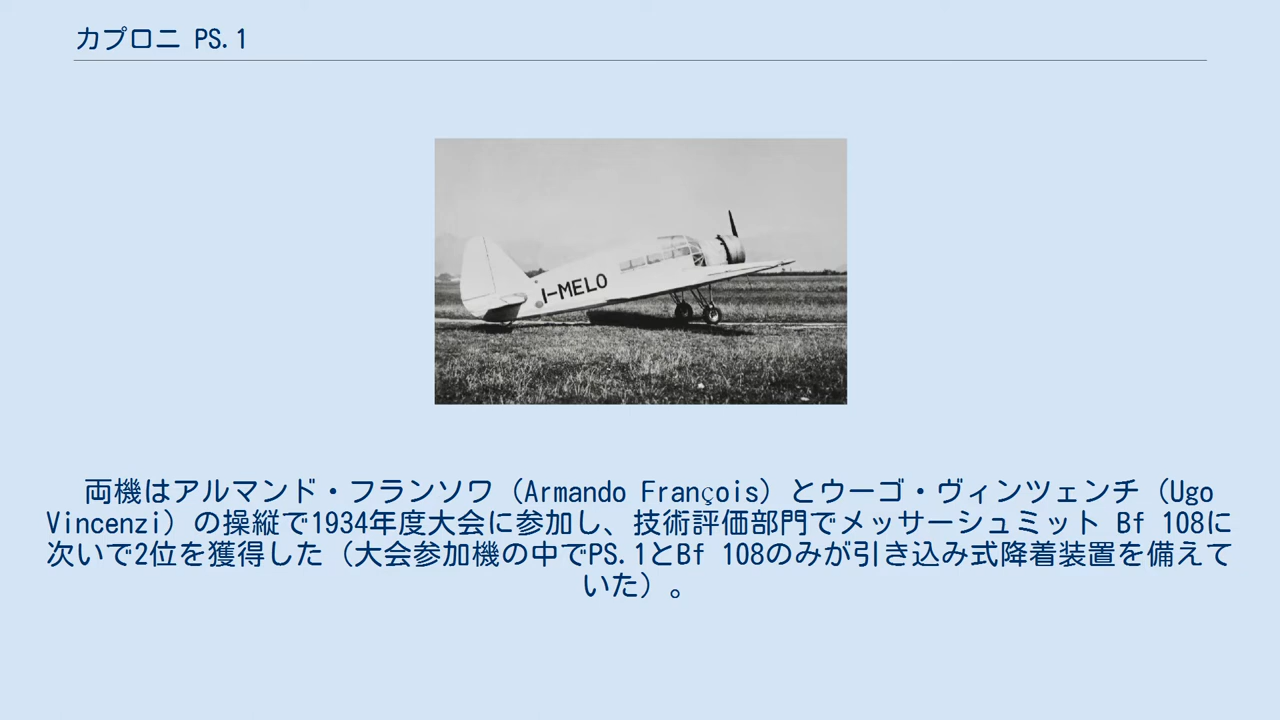 カプロニ PS.1
I-MELO
両機はアルマンド・フランソワ（Armando François）とウーゴ・ヴィンツェンチ（Ugo
Vincenzi）の操縦で1934年度大会に参加し、技術評価部門でメッサーシュミット Bf 108に
次いで2位を獲得した（大会参加機の中でPS.1とBf 108のみが引き込み式降着装置を備えて
いた）。